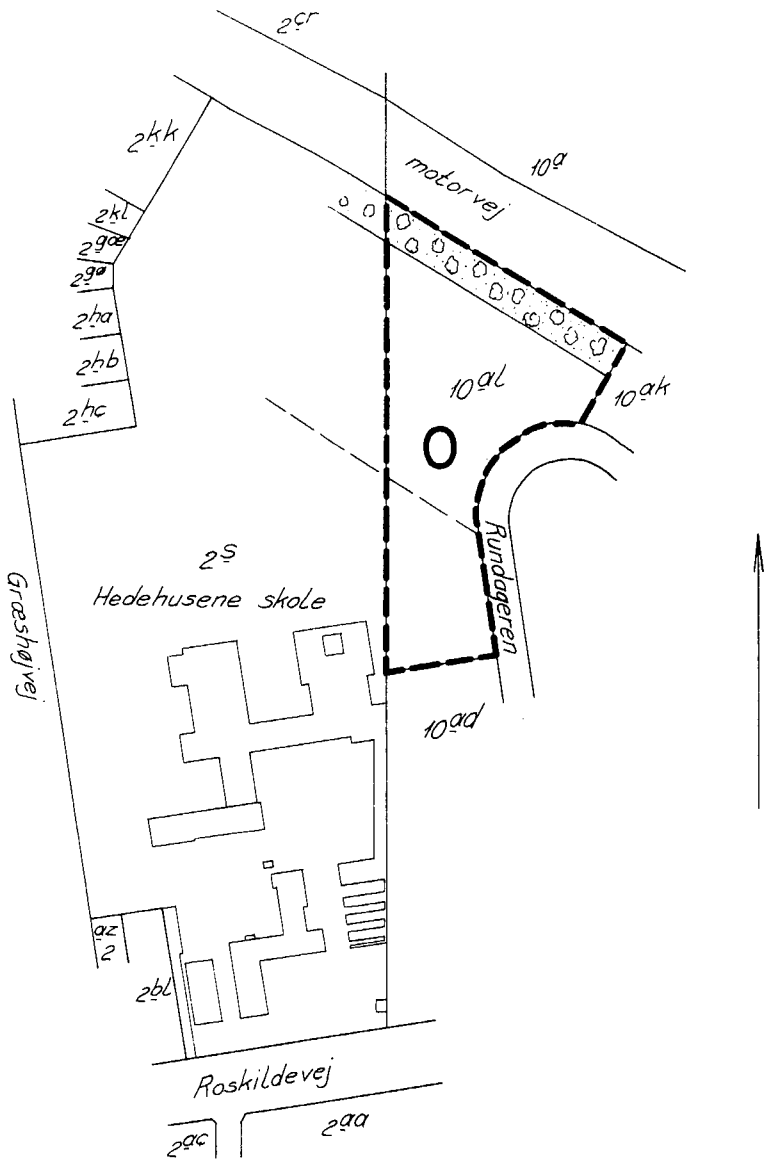 2cr
2kk
10a
motorvej
2kl
2gæ
2ga
2ha
10al
10ak
2hb
2hc
O
Rundageren
2s
Hedehusene skole
Græshøjvej
10ad
az
2
2bl
Roskildevej
2ac
2aa